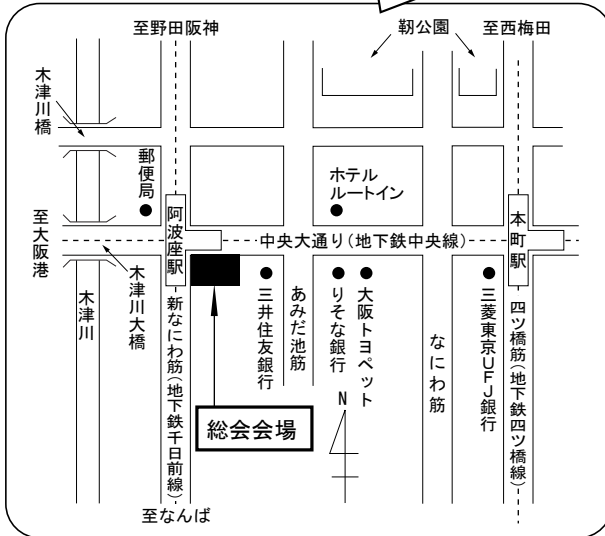 至野田阪神
靭公園
至西梅田
木津川橋
郵便局
ホテル
ルートイン
至大阪港
阿波座駅
中央大通り(地下鉄中央線)
本町駅
木津川
木津川大橋
新なにわ筋(地下鉄千日前線)
三井住友銀行
あみだ池筋
りそな銀行
大阪トヨペット
なにわ筋
三菱東京UFJ銀行
四ツ橋筋(地下鉄四ツ橋線)
N
総会会場
至なんば